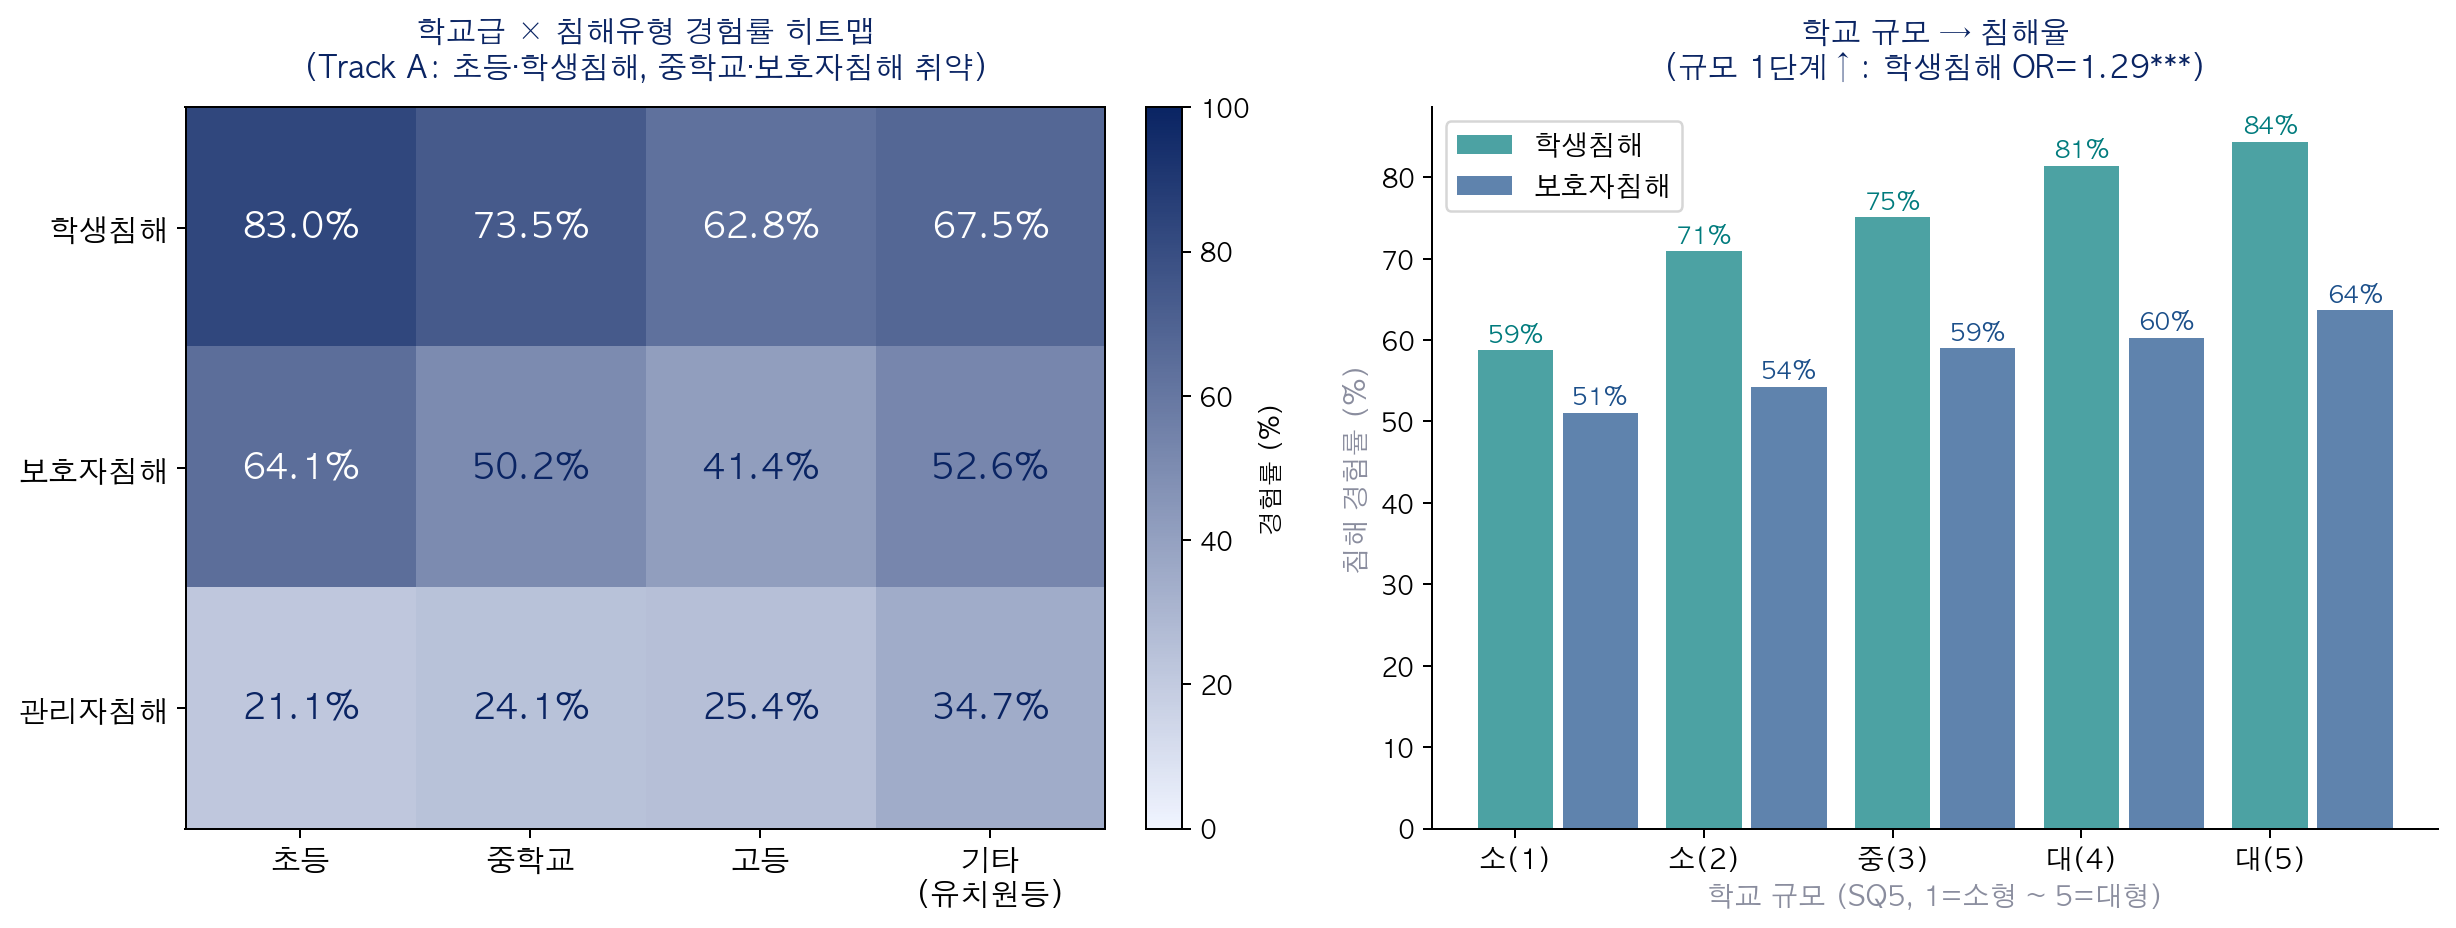 학교급 × 침해유형 경험률 히트맵
(Track A: 초등·학생침해, 중학교·보호자침해 취약)
학생침해
보호자침해
관리자침해
83.0% 73.5% 62.8% 67.5%
64.1% 50.2% 41.4% 52.6%
21.1% 24.1% 25.4% 34.7%
초등 중학교 고등 기타
(유치원등)
100
80
60
40
20
0
경험률 (%)
학교 규모 → 침해율
(규모 1단계↑: 학생침해 OR=1.29***)
학생침해
보호자침해
침해 경험률 (%)
80
70
60
50
40
30
20
10
0
59% 51% 71% 54% 75% 59% 81% 60% 84% 64%
소(1) 소(2) 중(3) 대(4) 대(5)
학교 규모 (SQ5, 1=소형 ~ 5=대형)